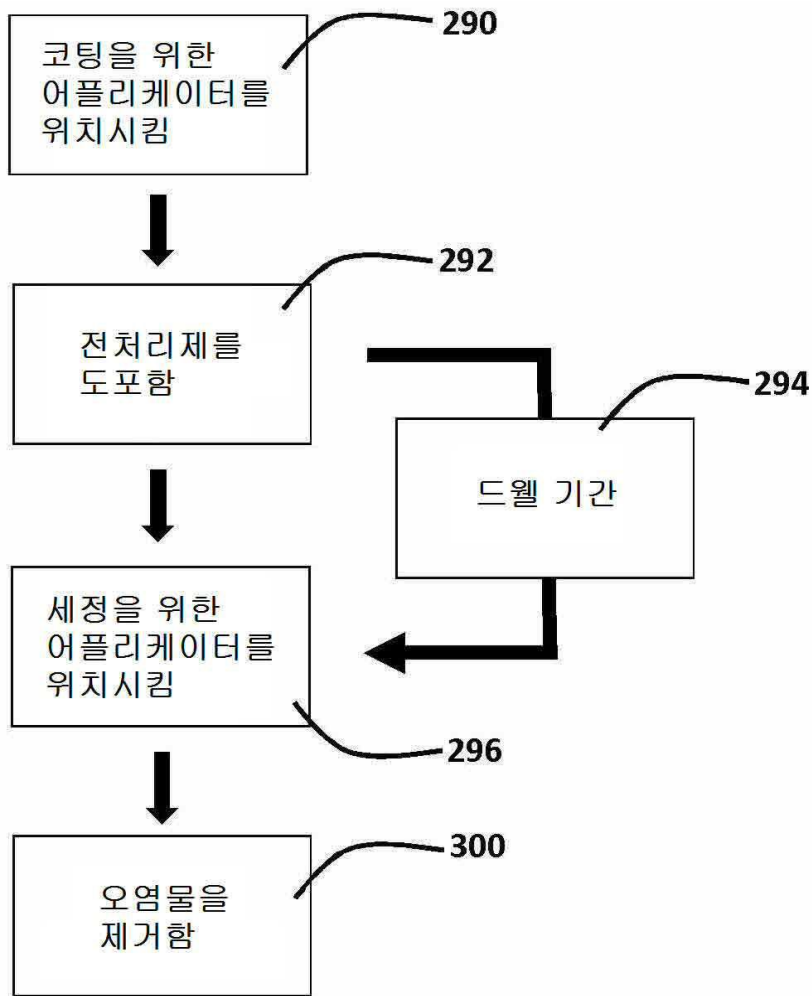 290
코팅을 위한
어플리케이터를
위치시킴
292
전처리제를
도포함
294
드웰 기간
세정을 위한
어플리케이터를
위치시킴
296
300
오염물을
제거함